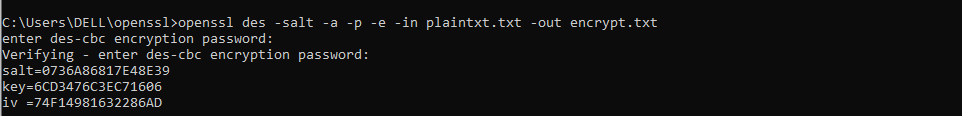 C:\Users\DELL\openssl>openssl des -salt -a -p -e -in plaintxt.txt -out encrypt.txt
enter des-cbc encryption password:
Verifying - enter des-cbc encryption password:
salt=0736A86817E48E39
key=6CD3476C3EC71606
iv =74F14981632286AD